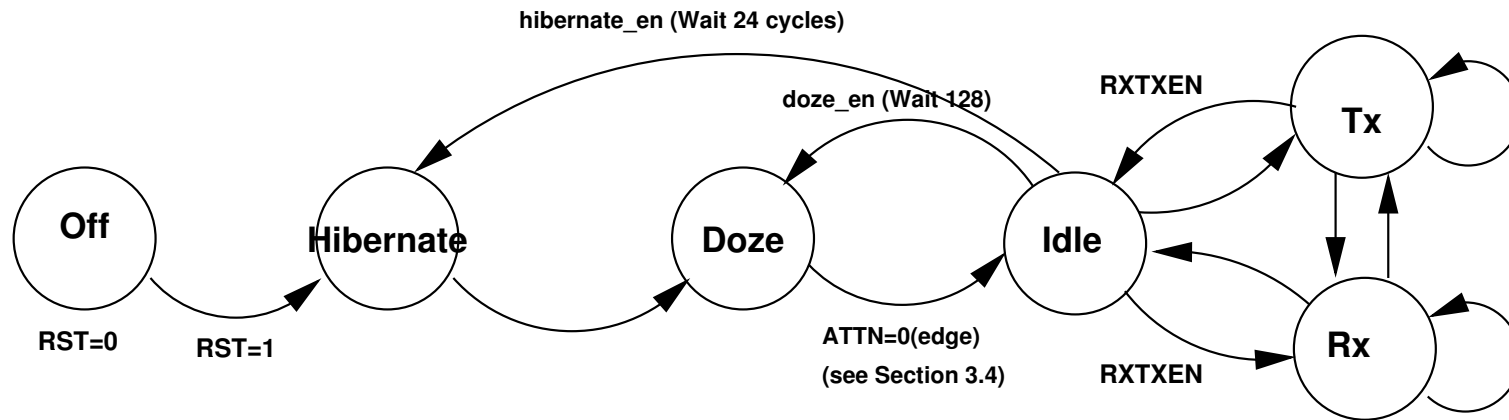 hibernate_en (Wait 24 cycles)
doze_en (Wait 128)
RXTXEN
Tx
Off
Hibernate
Doze
Idle
RST=0
RST=1
ATTN=0(edge)
(see Section 3.4)
RXTXEN
Rx